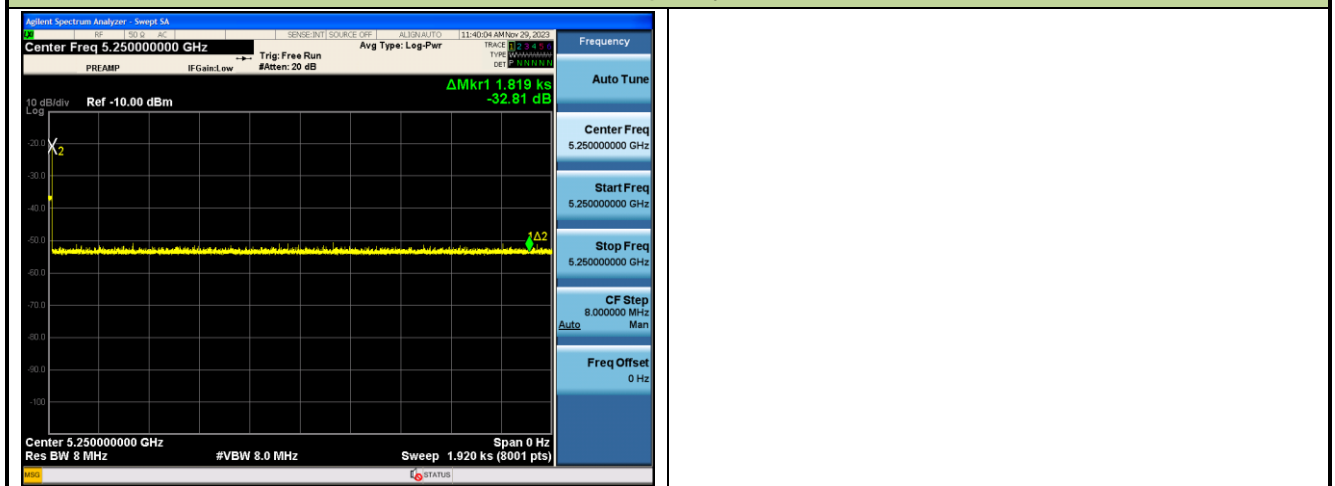 Agilent Spectrum Analyzer - Swept SA
RF 50 Ω AC SENSE:INT SOURCE OFF ALIGN AUTO 11:40:04 AM Nov 29, 2023
Center Freq 5.250000000 GHz
Avg Type: Log-Pwr
TRACE 1 2 3 4 5 6
Trig: Free Run
TYPE
PREAMP IFGain:Low #Atten: 20 dB
DET P N N N N N
ΔMkr1 1.819 ks
-32.81 dB
10 dB/div Ref -10.00 dBm
Log
-20.0
-30.0
-40.0
-50.0
-60.0
-70.0
-80.0
-90.0
-100
2
1Δ2
Center 5.250000000 GHz Span 0 Hz
Res BW 8 MHz #VBW 8.0 MHz Sweep 1.920 ks (8001 pts)
MSG STATUS
Frequency
Auto Tune
Center Freq
5.250000000 GHz
Start Freq
5.250000000 GHz
Stop Freq
5.250000000 GHz
CF Step
8.000000 MHz
Auto Man
Freq Offset
0 Hz